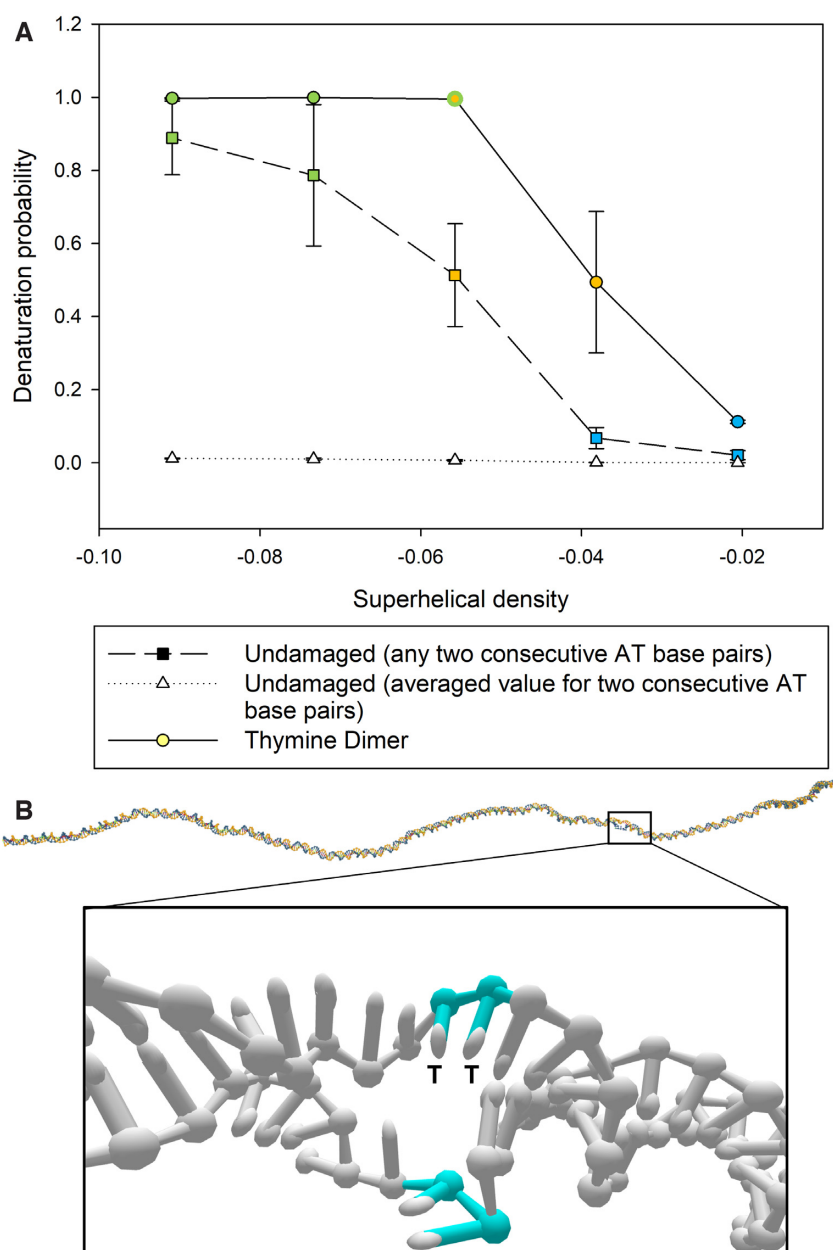 A
1.2
1.0
0.8
0.6
0.4
0.2
0.0
Denaturation probability
-0.10 -0.08 -0.06 -0.04 -0.02
Superhelical density
Undamaged (any two consecutive AT base pairs)
Undamaged (averaged value for two consecutive AT
base pairs)
Thymine Dimer
B
T T